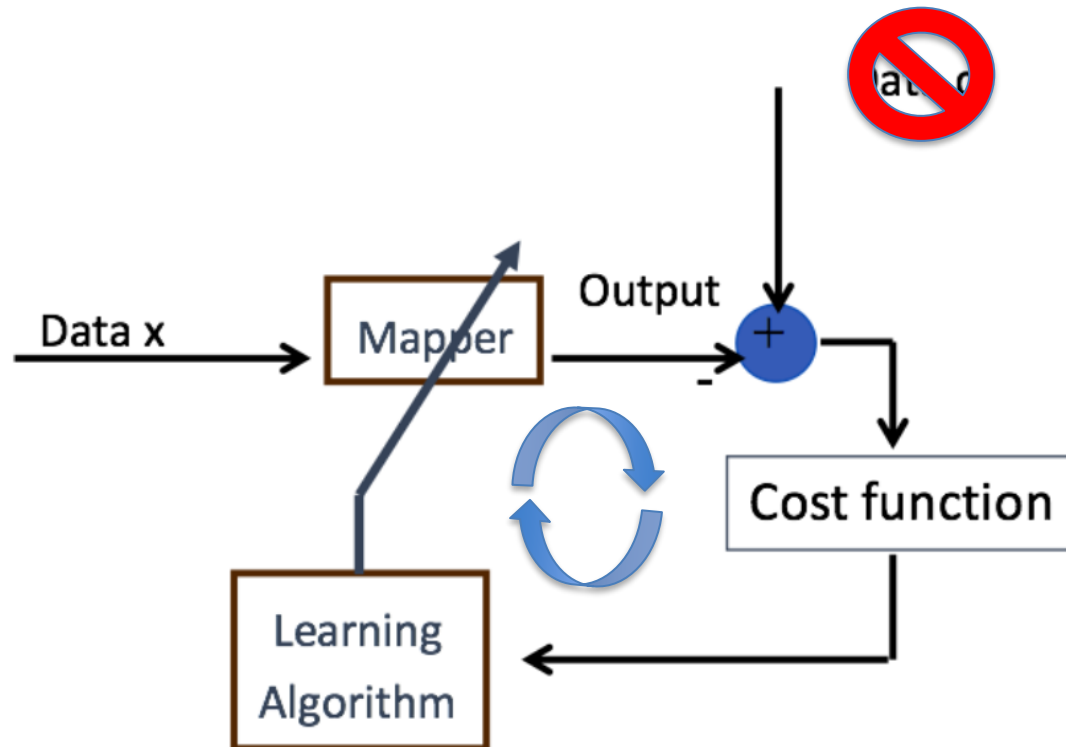 Data x
Mapper
Output
+
-
Cost function
Learning
Algorithm